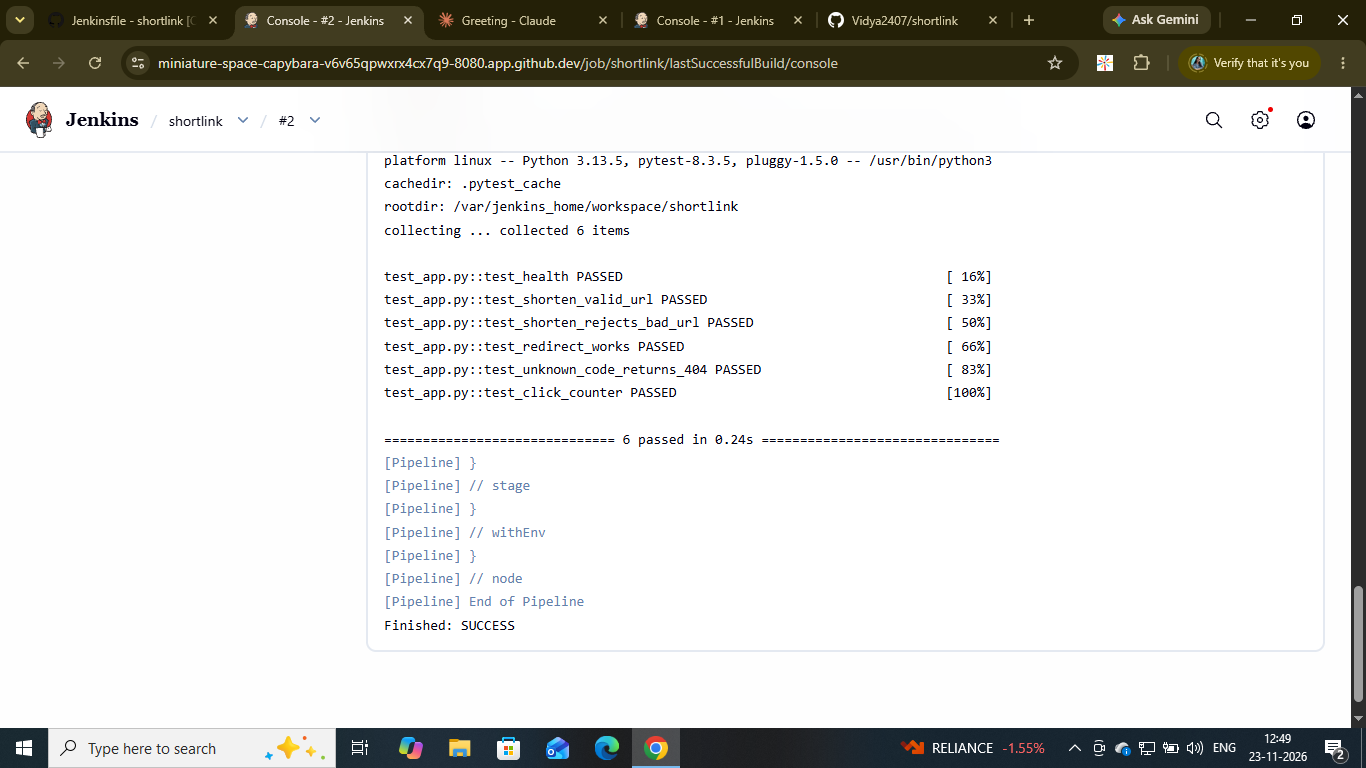 Jenkinsfile - shortlink [C
Console - #2 - Jenkins
Greeting - Claude
Console - #1 - Jenkins
Vidya2407/shortlink
Ask Gemini
miniature-space-capybara-v6v65qpwxrx4cx7q9-8080.app.github.dev/job/shortlink/lastSuccessfulBuild/console
Verify that it's you
Jenkins / shortlink / #2
platform linux -- Python 3.13.5, pytest-8.3.5, pluggy-1.5.0 -- /usr/bin/python3
cachedir: .pytest_cache
rootdir: /var/jenkins_home/workspace/shortlink
collecting ... collected 6 items
test_app.py::test_health PASSED [ 16%]
test_app.py::test_shorten_valid_url PASSED [ 33%]
test_app.py::test_shorten_rejects_bad_url PASSED [ 50%]
test_app.py::test_redirect_works PASSED [ 66%]
test_app.py::test_unknown_code_returns_404 PASSED [ 83%]
test_app.py::test_click_counter PASSED [100%]
============================== 6 passed in 0.24s ===============================
[Pipeline] }
[Pipeline] // stage
[Pipeline] }
[Pipeline] // withEnv
[Pipeline] }
[Pipeline] // node
[Pipeline] End of Pipeline
Finished: SUCCESS
Type here to search
RELIANCE -1.55%
ENG
12:49
23-11-2026
2